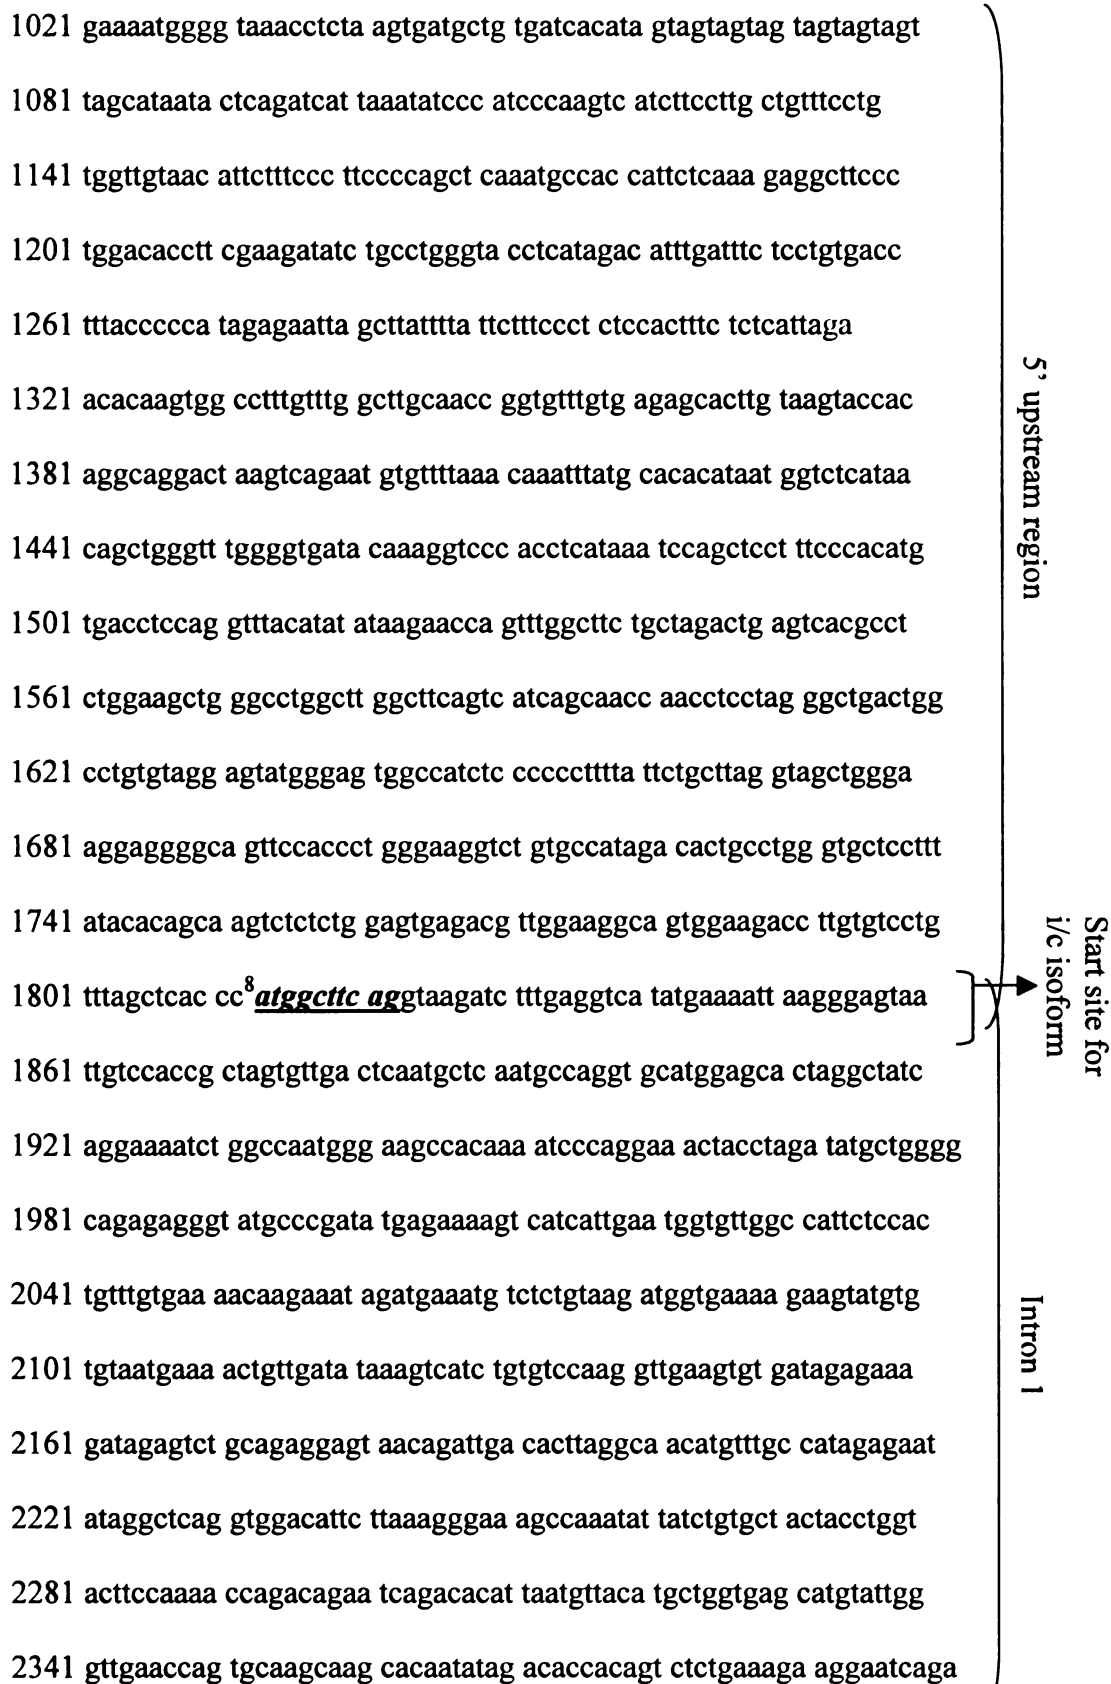 1021 gaaaatgggg taaacctcta agtgatgctg tgatcacata gtagtagtag tagtagtagt
1081 tagcataata ctcagatcat taaatatccc atcccaagtc atcttccttg ctgtttcctg
1141 tggttgtaac attctttccc ttccccagct caaatgccac cattctcaaa gaggcttccc
1201 tggacacctt cgaagatatc tgcctgggta cctcatagac atttgatttc tcctgtgacc
1261 tttaccccca tagagaatta gcttatttta ttctttccct ctccactttc tctcattaga
1321 acacaagtgg cctttgtttg gcttgcaacc ggtgtttgtg agagcacttg taagtaccac
1381 aggcaggact aagtcagaat gtgttttaaa caaatttatg cacacataat ggtctcataa
1441 cagctgggtt tggggtgata caaaggtccc acctcataaa tccagctcct ttcccacatg
1501 tgacctccag gtttacatat ataagaacca gtttggcttc tgctagactg agtcacgcct
1561 ctggaagctg ggcctggctt ggcttcagtc atcagcaacc aacctcctag ggctgactgg
1621 cctgtgtagg agtatgggag tggccatctc cccccttttta ttctgcttag gtagctggga
1681 aggaggggca gttccaccct gggaaggtct gtgccataga cactgcctgg gtgctccttt
1741 atacacagca agtctctctg gagtgagacg ttggaaggca gtggaagacc ttgtgtcctg
1801 tttagctcac cc8atggcttc aggtaagatc tttgaggtca tatgaaaatt aagggagtaa
1861 ttgtccaccg ctagtgttga ctcaatgctc aatgccaggt gcatggagca ctaggctatc
1921 aggaaaatct ggccaatggg aagccacaaa atcccaggaa actacctaga tatgctgggg
1981 cagagagggt atgcccgata tgagaaaagt catcattgaa tggtgttggc cattctccac
2041 tgtttgtgaa aacaagaaat agatgaaatg tctctgtaag atggtgaaaa gaagtatgtg
2101 tgtaatgaaa actgttgata taaagtcatc tgtgtccaag gttgaagtgt gatagagaaa
2161 gatagagtct gcagaggagt aacagattga cacttaggca acatgtttgc catagagaat
2221 ataggctcag gtggacattc ttaaagggaa agccaaatat tatctgtgct actacctggt
2281 acttccaaaa ccagacagaa tcagacacat taatgttaca tgctggtgag catgtattgg
2341 gttgaaccag tgcaagcaag cacaatatag acaccacagt ctctgaaaga aggaatcaga
5' upstream region
Start site for
i/c isoform
Intron 1